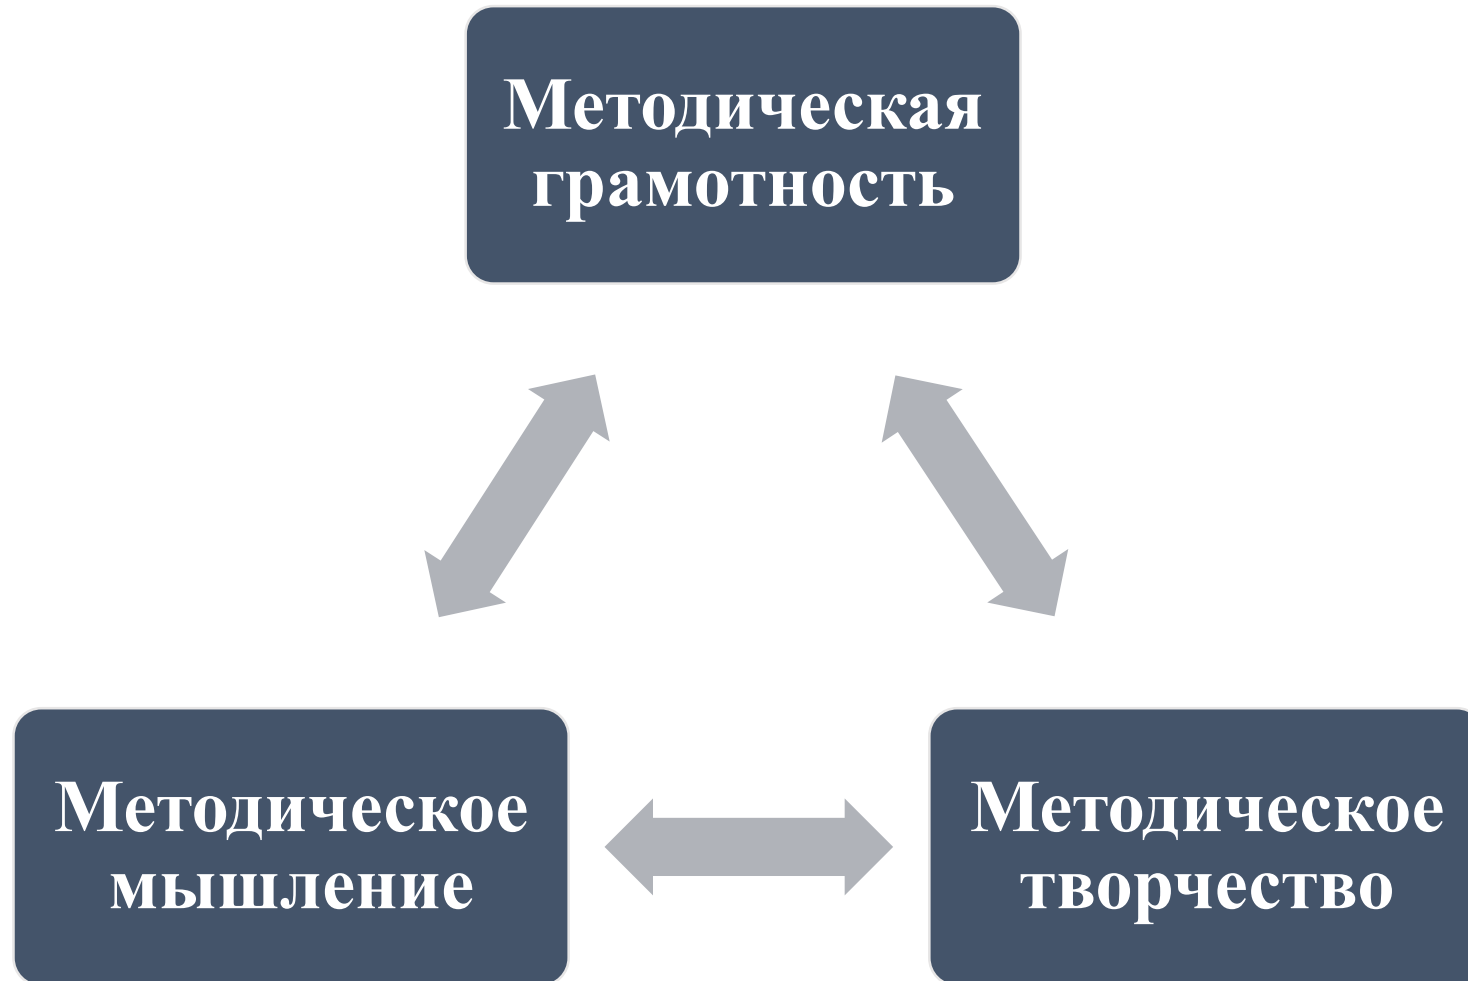 Методическая
грамотность
Методическое
мышление
Методическое
творчество